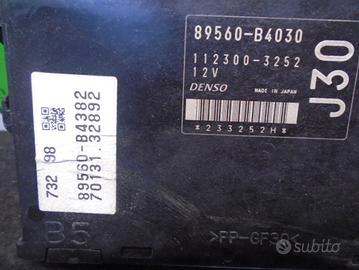 89560-B4030
112300-3252
12V
DENSO
MADE IN JAPAN
*233252H*
J30
732 98
89560-B4382
70131.32892
B5
>PP-GF30<
subito